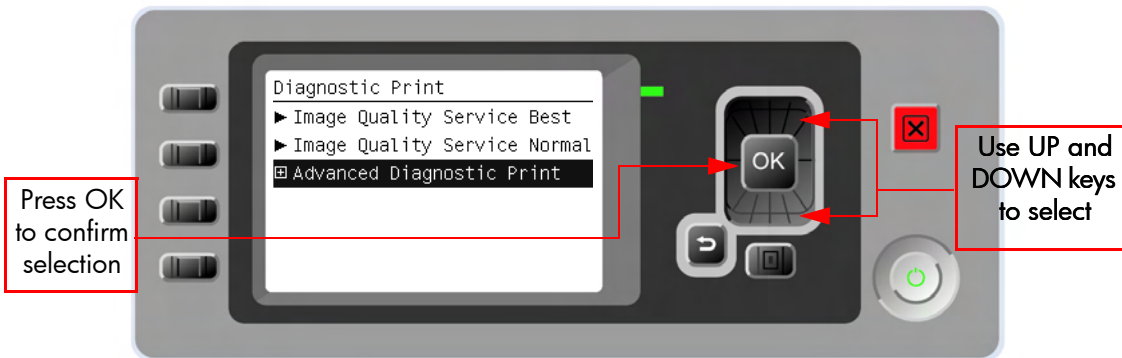 Diagnostic Print
▶ Image Quality Service Best
▶ Image Quality Service Normal
⊞ Advanced Diagnostic Print
OK
Press OK
to confirm
selection
Use UP and
DOWN keys
to select